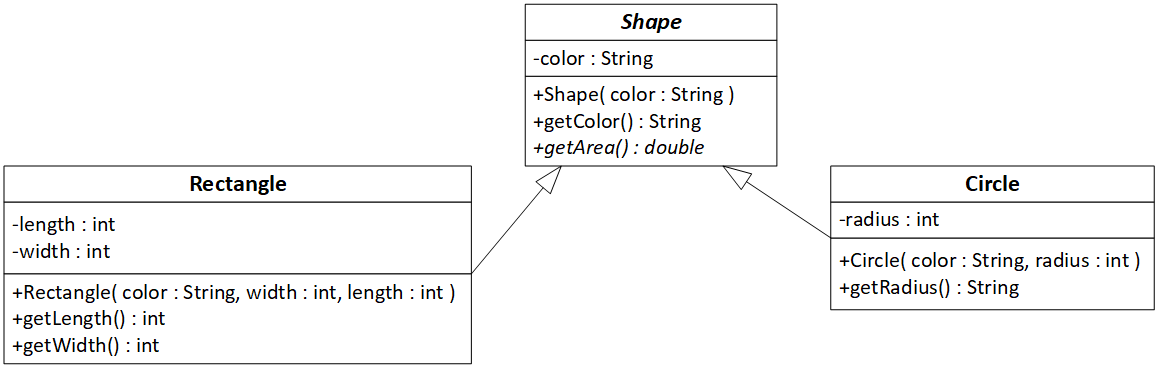 Shape
-color : String
+Shape( color : String )
+getColor() : String
+getArea() : double
Rectangle
-length : int
-width : int
+Rectangle( color : String, width : int, length : int )
+getLength() : int
+getWidth() : int
Circle
-radius : int
+Circle( color : String, radius : int )
+getRadius() : String